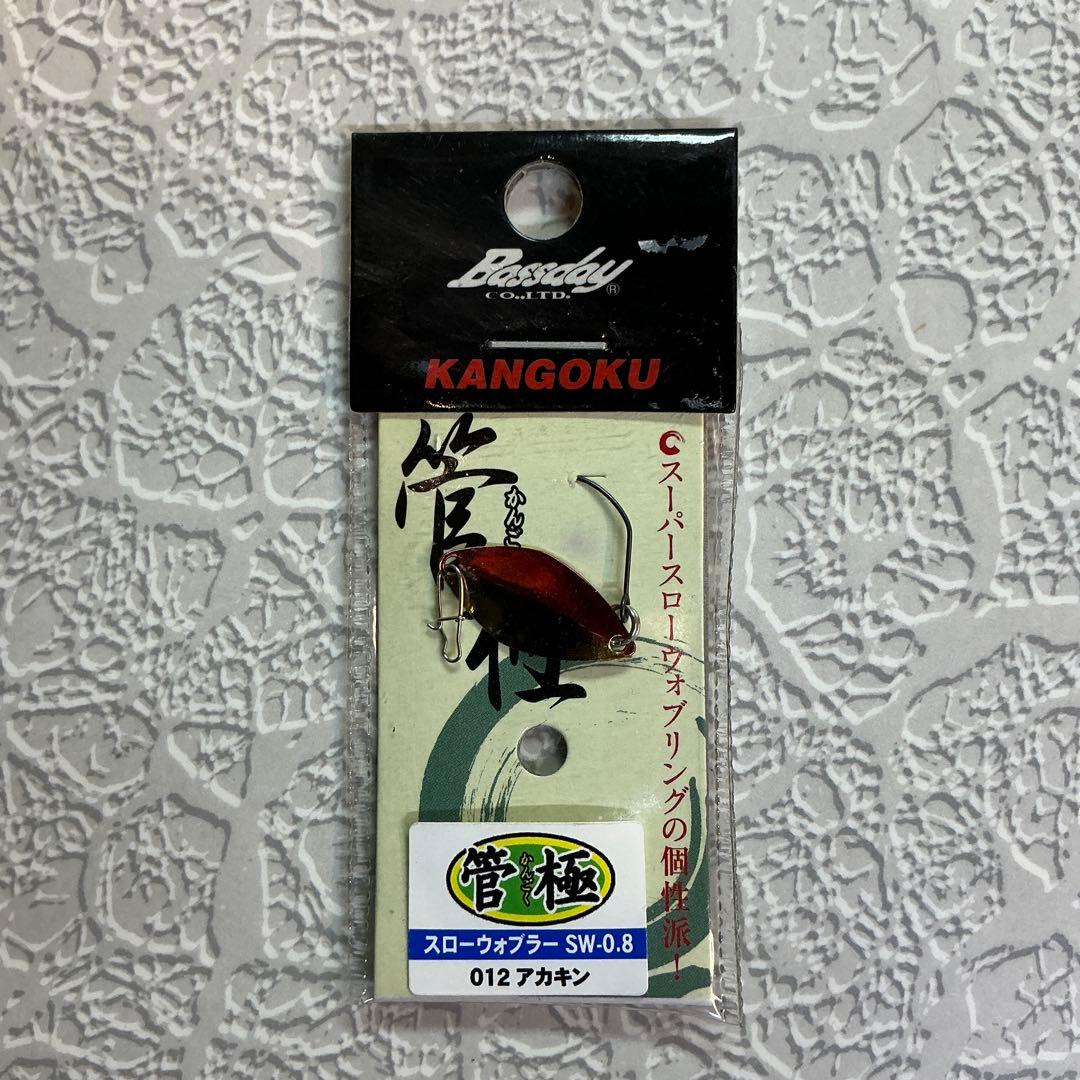 Bassday®
CO.,LTD.
KANGOKU
管
かんご
スーパースローウォブリングの個性派!
管極
かんごく
スローウォブラー SW-0.8
012 アカキン